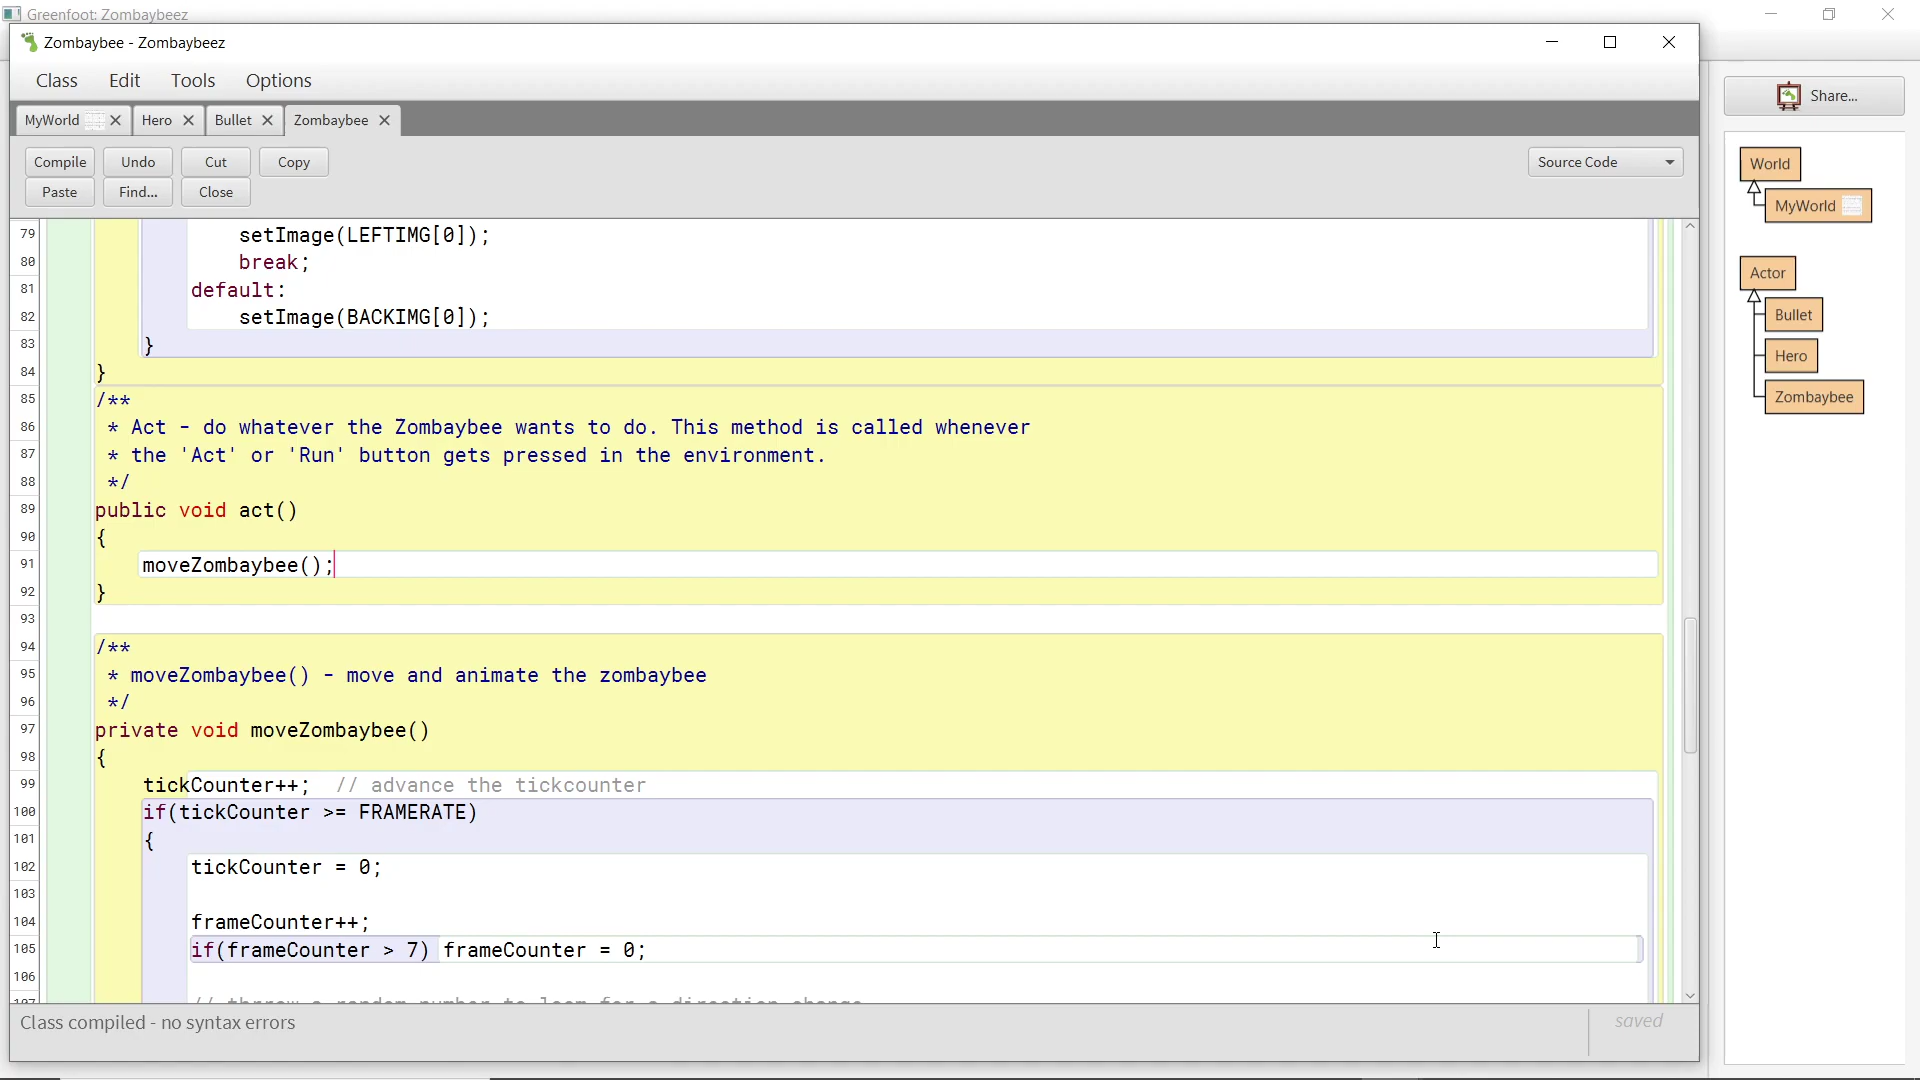 Greenfoot: Zombaybeez
Zombaybee - Zombaybeez
Class Edit Tools Options
MyWorld Hero Bullet Zombaybee
Compile Undo Cut Copy
Paste Find... Close
Source Code
79 setImage(LEFTIMG[0]);
80 break;
81 default:
82 setImage(BACKIMG[0]);
83 }
84 }
85 /**
86 * Act - do whatever the Zombaybee wants to do. This method is called whenever
87 * the 'Act' or 'Run' button gets pressed in the environment.
88 */
89 public void act()
90 {
91 moveZombaybee();
92 }
93
94 /**
95 * moveZombaybee() - move and animate the zombaybee
96 */
97 private void moveZombaybee()
98 {
99 tickCounter++; // advance the tickcounter
100 if(tickCounter >= FRAMERATE)
101 {
102 tickCounter = 0;
103
104 frameCounter++;
105 if(frameCounter > 7) frameCounter = 0;
106
Class compiled - no syntax errors
saved
Share...
World
MyWorld
Actor
Bullet
Hero
Zombaybee